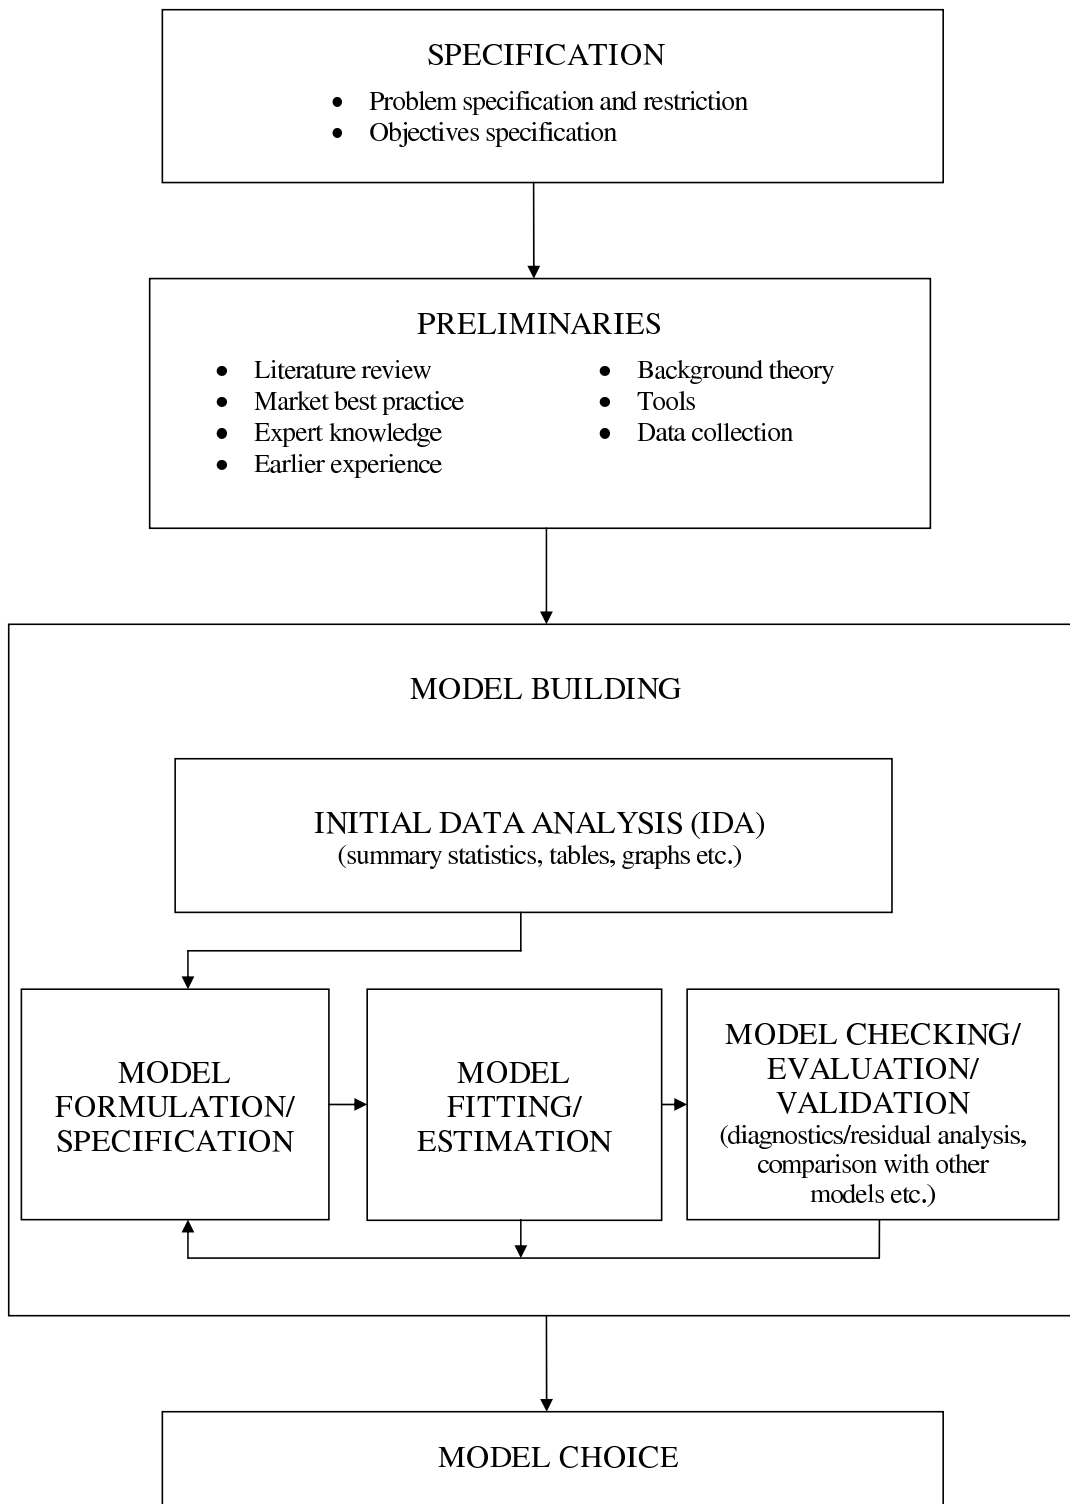 SPECIFICATION
• Problem specification and restriction
• Objectives specification
PRELIMINARIES
• Literature review
• Market best practice
• Expert knowledge
• Earlier experience
• Background theory
• Tools
• Data collection
MODEL BUILDING
INITIAL DATA ANALYSIS (IDA)
(summary statistics, tables, graphs etc.)
MODEL
FORMULATION/
SPECIFICATION
MODEL
FITTING/
ESTIMATION
MODEL CHECKING/
EVALUATION/
VALIDATION
(diagnostics/residual analysis,
comparison with other
models etc.)
MODEL CHOICE